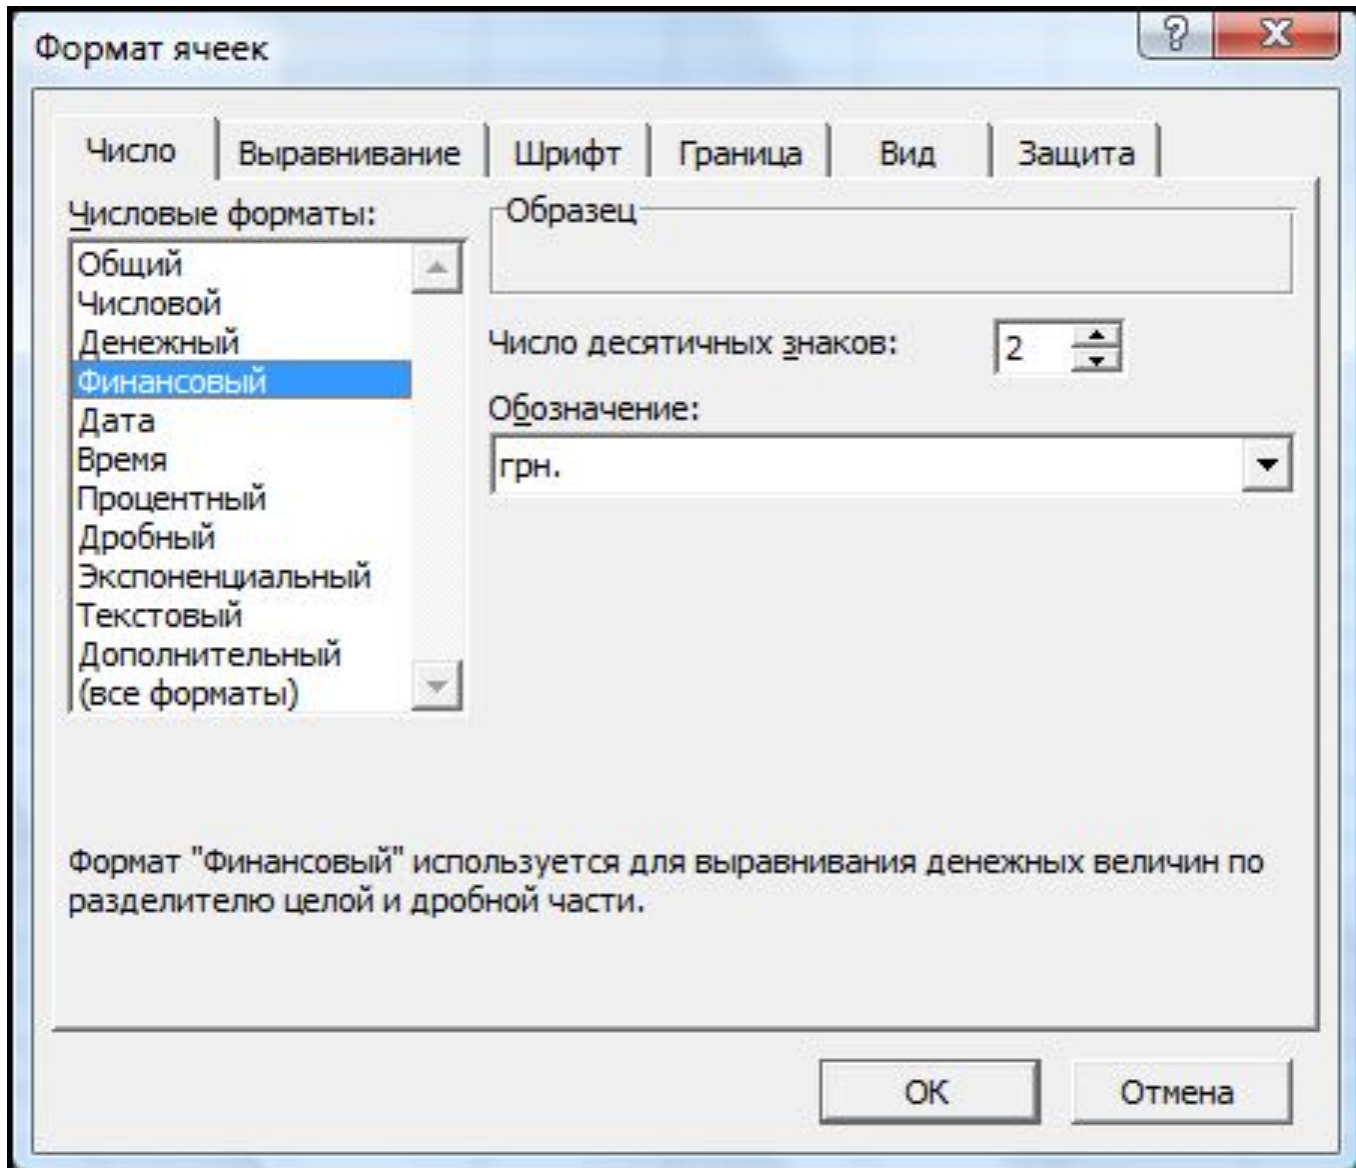 Формат ячеек
Число
Выравнивание
Шрифт
Граница
Вид
Защита
Числовые форматы:
Общий
Числовой
Денежный
Финансовый
Дата
Время
Процентный
Дробный
Экспоненциальный
Текстовый
Дополнительный
(все форматы)
Образец
Число десятичных знаков:
2
Обозначение:
грн.
Формат "Финансовый" используется для выравнивания денежных величин по
разделителю целой и дробной части.
ОК
Отмена